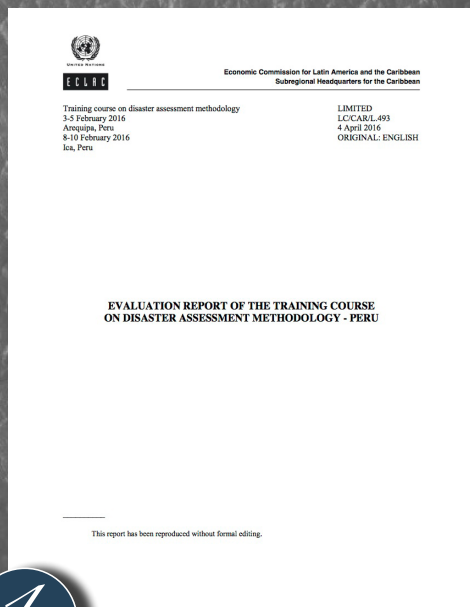 UNITED NATIONS
ECLAC
Economic Commission for Latin America and the Caribbean
Subregional Headquarters for the Caribbean
Training course on disaster assessment methodology
3-5 February 2016
Arequipa, Peru
8-10 February 2016
Ica, Peru
LIMITED
LC/CAR/L.493
4 April 2016
ORIGINAL: ENGLISH
EVALUATION REPORT OF THE TRAINING COURSE
ON DISASTER ASSESSMENT METHODOLOGY - PERU
This report has been reproduced without formal editing.